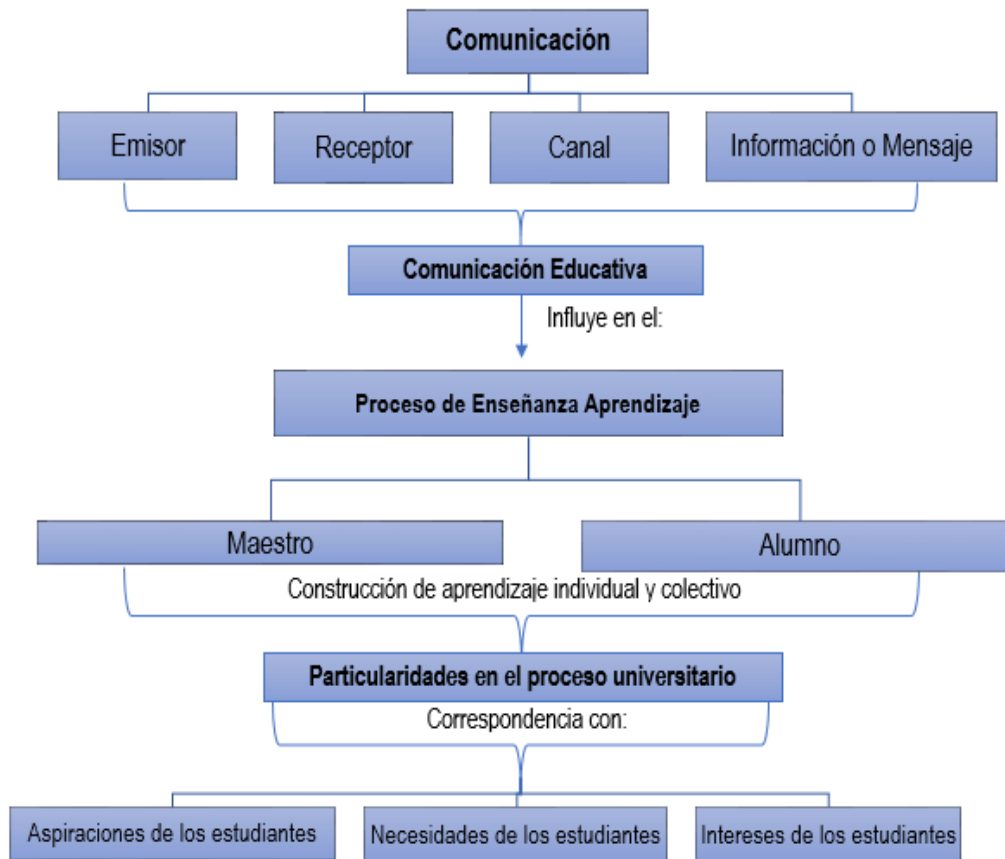 Comunicación
Emisor
Receptor
Canal
Información o Mensaje
Comunicación Educativa
Influye en el:
Proceso de Enseñanza Aprendizaje
Maestro
Alumno
Construcción de aprendizaje individual y colectivo
Particularidades en el proceso universitario
Correspondencia con:
Aspiraciones de los estudiantes
Necesidades de los estudiantes
Intereses de los estudiantes